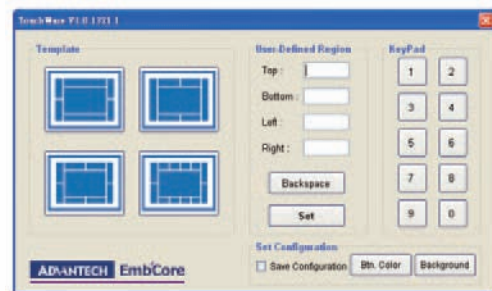 TouchWare V1.0.1711.1
Template
User-Defined Region
Top :
Bottom :
Left :
Right :
Backspace
Set
KeyPad
1 2
3 4
5 6
7 8
9 0
Set Configuration
Save Configuration
Btn. Color
Background
ADVANTECH EmbCore